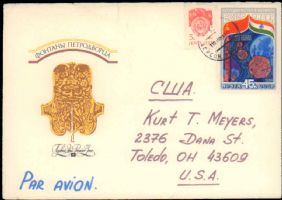 ФОНТАНЫ ПЕТРОДВОРЦА
США
KURT T. MEYERS,
2376 DANA ST.
TOLEDO, OH 43609
U.S.A.
PAR AVION.